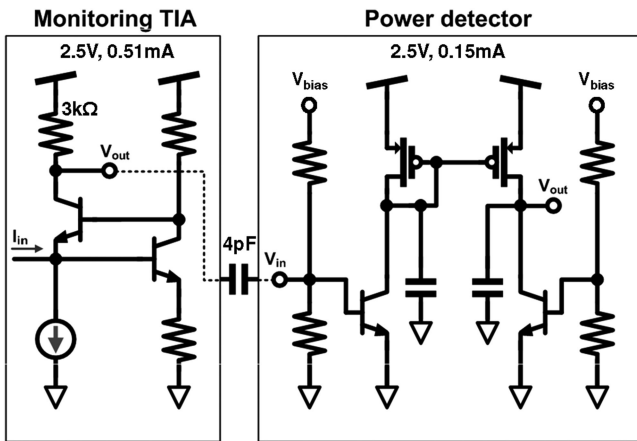 Monitoring TIA
2.5V, 0.51mA
3kΩ
Vout
Iin
4pF
Power detector
2.5V, 0.15mA
Vbias
Vbias
Vout
Vin